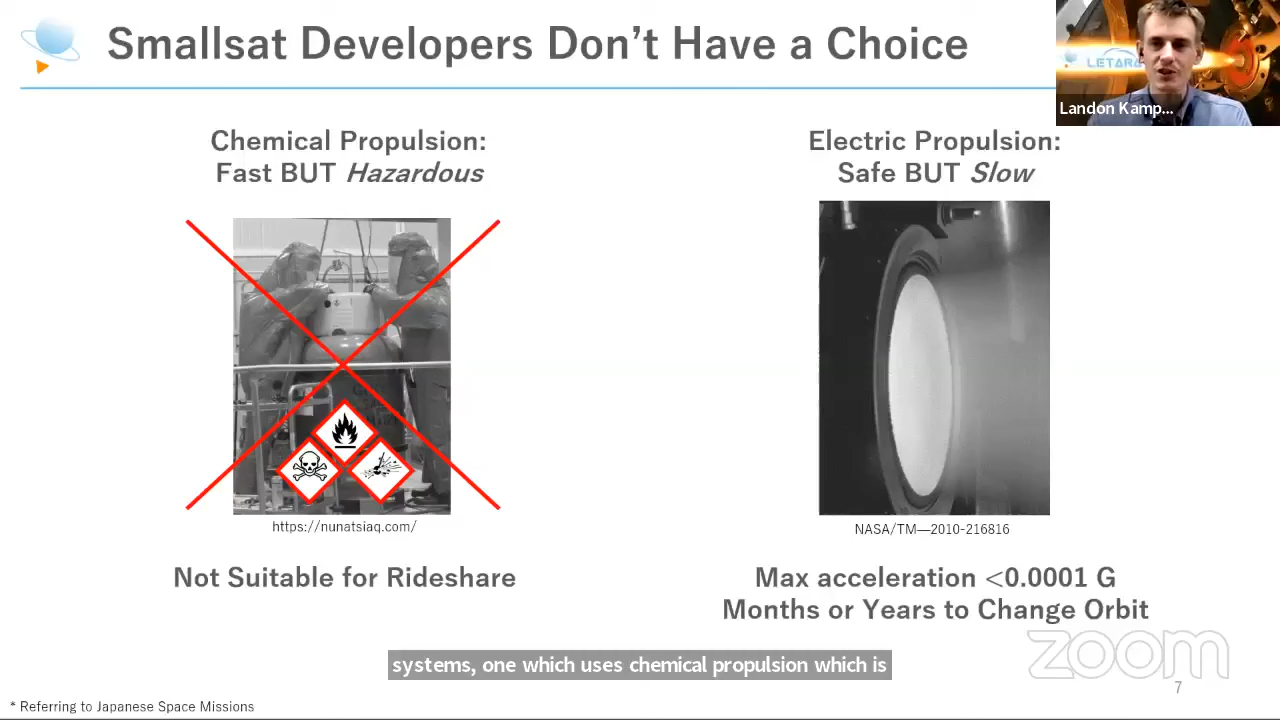 Smallsat Developers Don't Have a Choice
LETARA
Landon Kamp...
Chemical Propulsion:
Fast BUT Hazardous
https://nunatsiaq.com/
Not Suitable for Rideshare
Electric Propulsion:
Safe BUT Slow
NASA/TM—2010-216816
Max acceleration <0.0001 G
Months or Years to Change Orbit
zoom
systems, one which uses chemical propulsion which is
7
* Referring to Japanese Space Missions